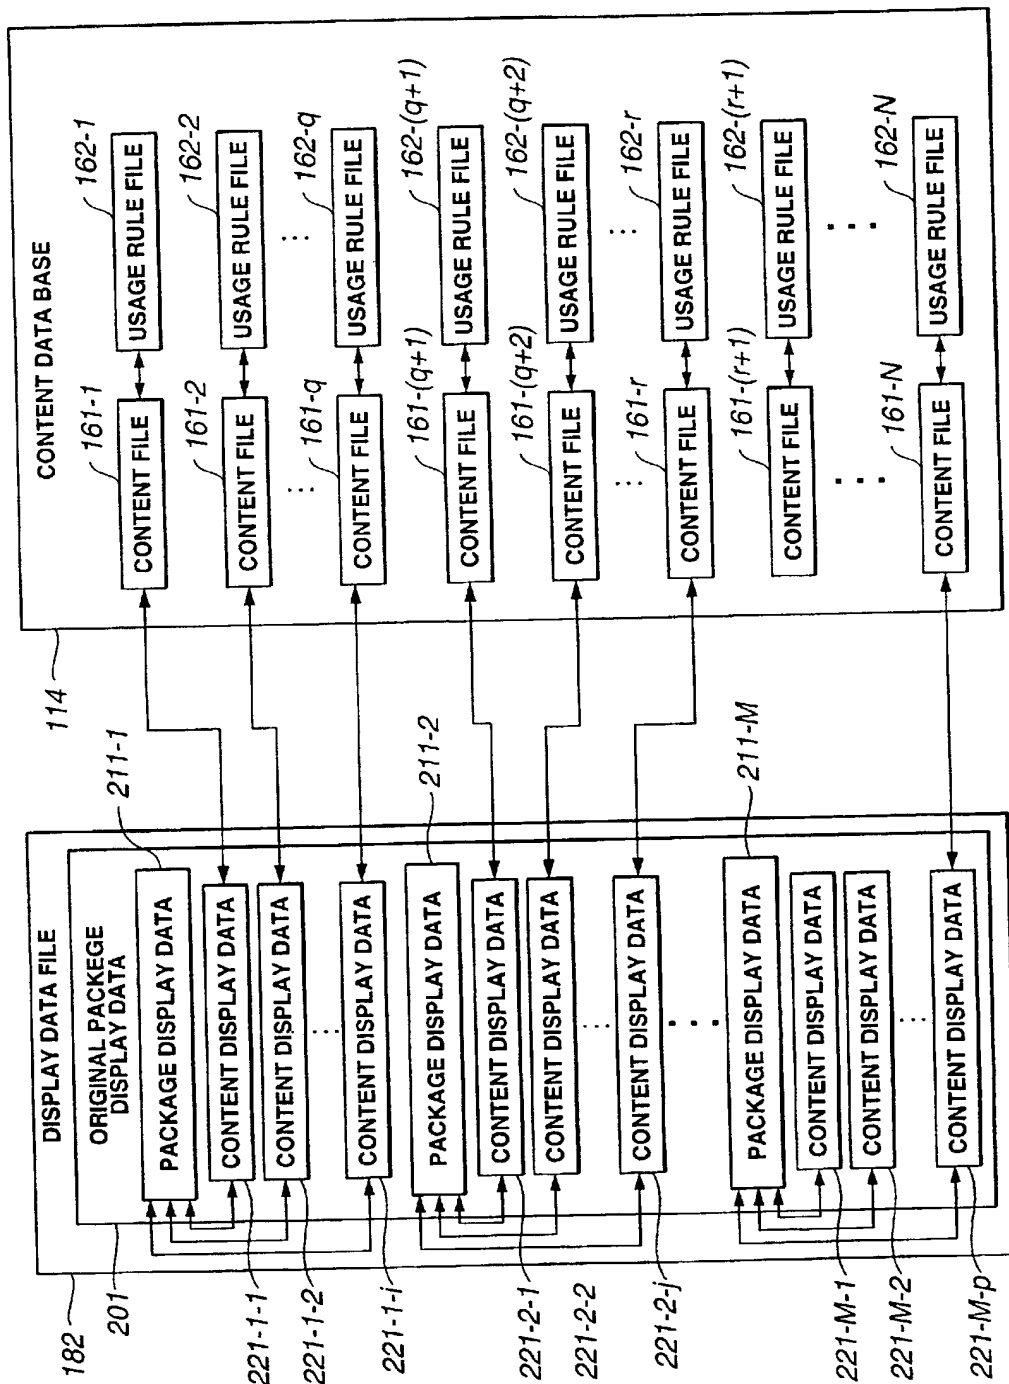 DISPLAY DATA FILE
ORIGINAL PACKEGE
DISPLAY DATA
PACKAGE DISPLAY DATA
CONTENT DISPLAY DATA
CONTENT DISPLAY DATA
...
CONTENT DISPLAY DATA
PACKAGE DISPLAY DATA
CONTENT DISPLAY DATA
CONTENT DISPLAY DATA
...
CONTENT DISPLAY DATA
...
PACKAGE DISPLAY DATA
CONTENT DISPLAY DATA
CONTENT DISPLAY DATA
...
CONTENT DISPLAY DATA
182
201
221-1-1
221-1-2
221-1-i
221-2-1
221-2-2
221-2-j
221-M-1
221-M-2
221-M-p
211-1
211-2
211-M
114
CONTENT DATA BASE
161-1
162-1
CONTENT FILE
USAGE RULE FILE
161-2
162-2
CONTENT FILE
USAGE RULE FILE
...
...
161-q
162-q
CONTENT FILE
USAGE RULE FILE
161-(q+1)
162-(q+1)
CONTENT FILE
USAGE RULE FILE
161-(q+2)
162-(q+2)
CONTENT FILE
USAGE RULE FILE
...
...
161-r
162-r
CONTENT FILE
USAGE RULE FILE
161-(r+1)
162-(r+1)
CONTENT FILE
USAGE RULE FILE
...
...
161-N
162-N
CONTENT FILE
USAGE RULE FILE